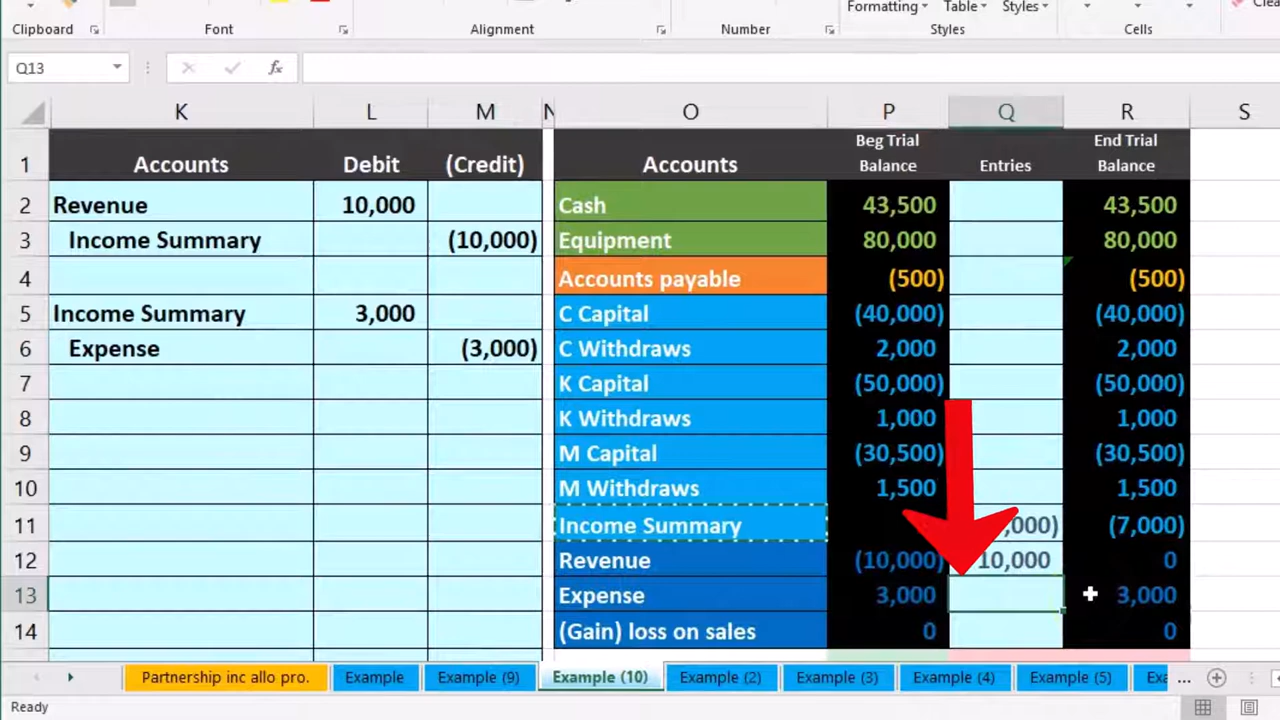 Clipboard Font Alignment Number Formatting Table Styles Styles Cells
Q13 fx
K L M N O P Q R S
1 Accounts Debit (Credit) Accounts Beg Trial Balance Entries End Trial Balance
2 Revenue 10,000 Cash 43,500 43,500
3 Income Summary (10,000) Equipment 80,000 80,000
4 Accounts payable (500) (500)
5 Income Summary 3,000 C Capital (40,000) (40,000)
6 Expense (3,000) C Withdraws 2,000 2,000
7 K Capital (50,000) (50,000)
8 K Withdraws 1,000 1,000
9 M Capital (30,500) (30,500)
10 M Withdraws 1,500 1,500
11 Income Summary ,000) (7,000)
12 Revenue (10,000) 10,000 0
13 Expense 3,000 3,000
14 (Gain) loss on sales 0 0
Partnership inc allo pro. Example Example (9) Example (10) Example (2) Example (3) Example (4) Example (5) ...
Ready